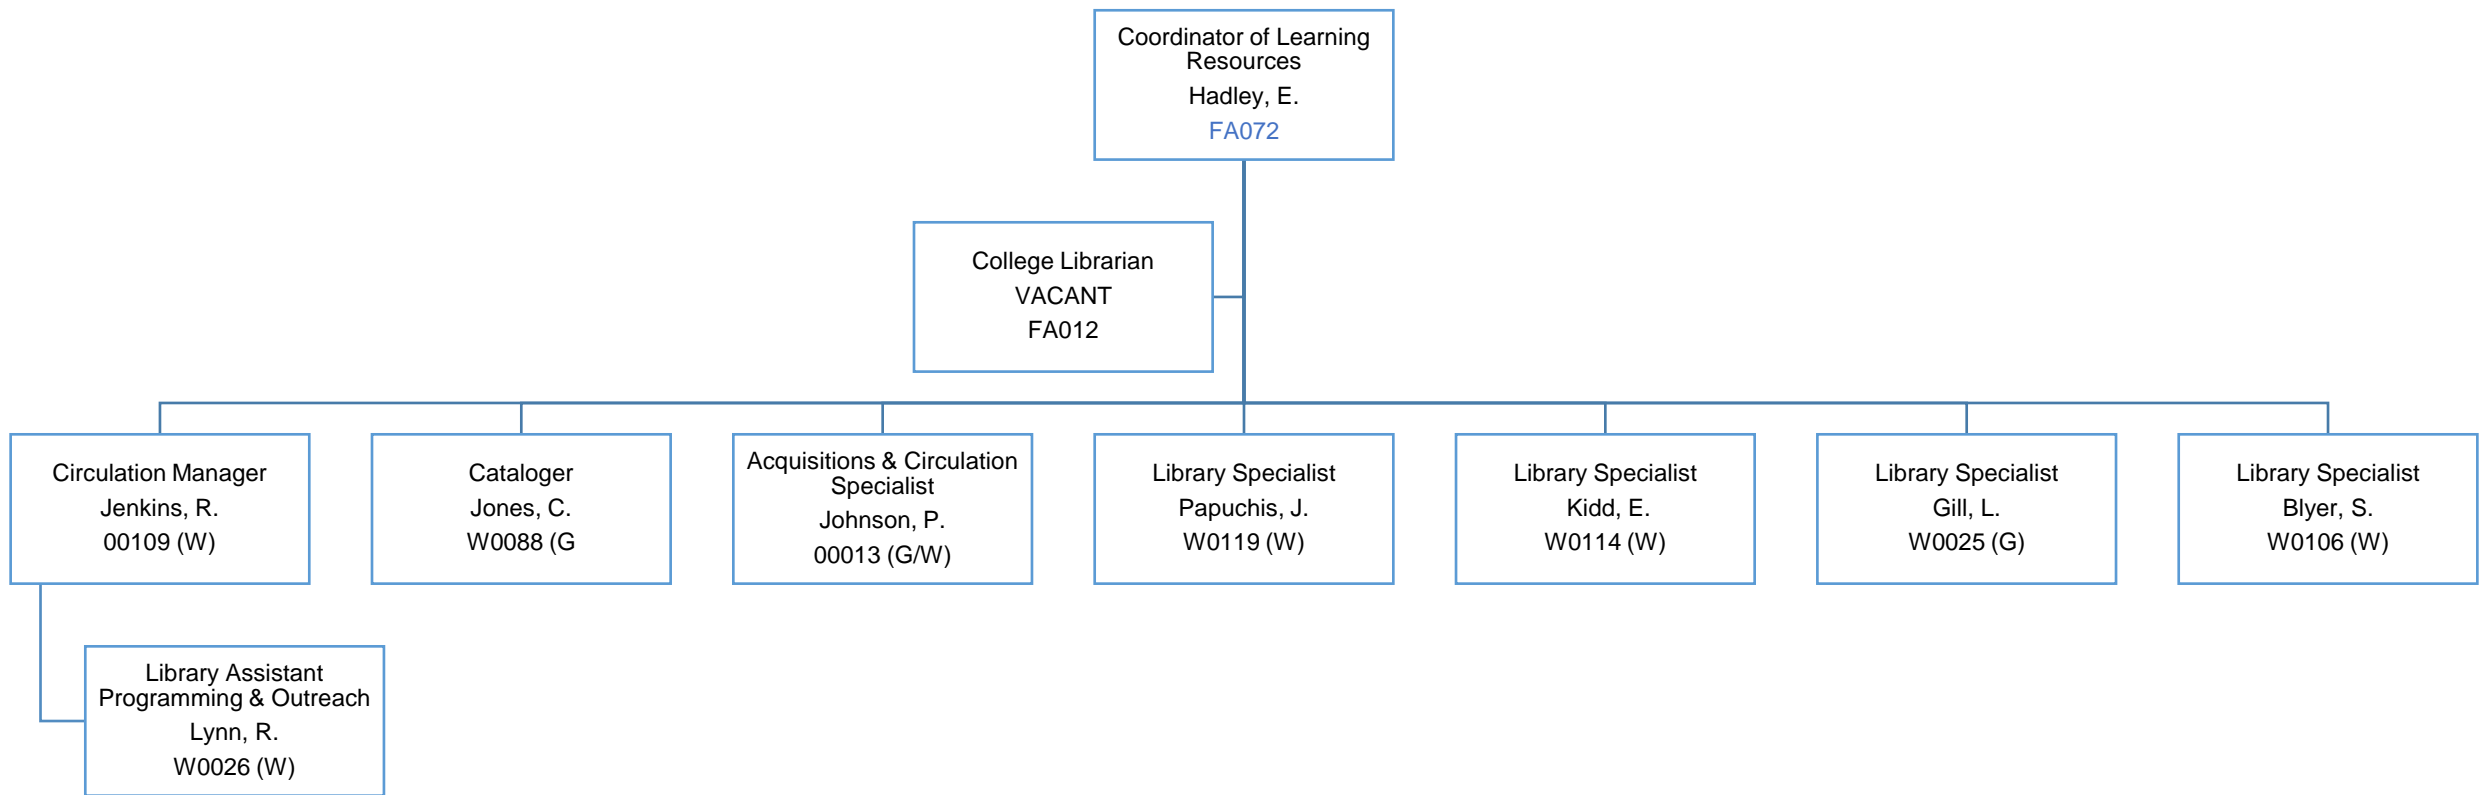 Coordinator of Learning
Resources
Hadley, E.
FA072
College Librarian
VACANT
FA012
Circulation Manager
Jenkins, R.
00109 (W)
Cataloger
Jones, C.
W0088 (G
Acquisitions & Circulation
Specialist
Johnson, P.
00013 (G/W)
Library Specialist
Papuchis, J.
W0119 (W)
Library Specialist
Kidd, E.
W0114 (W)
Library Specialist
Gill, L.
W0025 (G)
Library Specialist
Blyer, S.
W0106 (W)
Library Assistant
Programming & Outreach
Lynn, R.
W0026 (W)